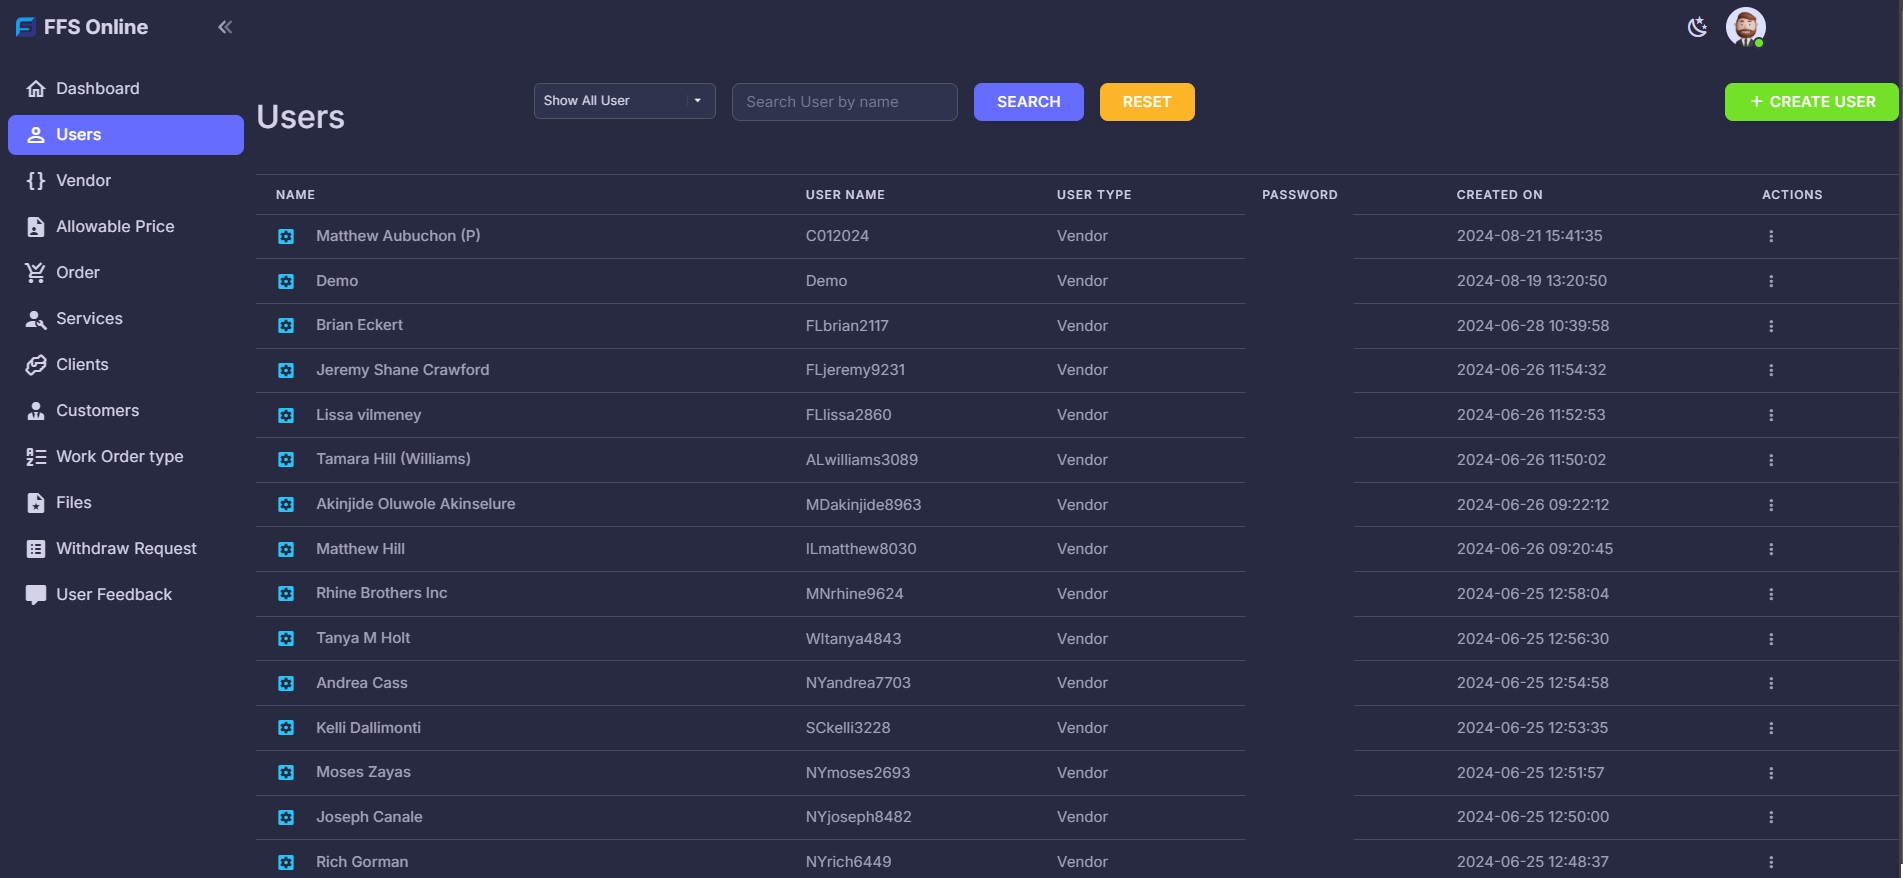 FFS Online
Dashboard
Users
Vendor
Allowable Price
Order
Services
Clients
Customers
Work Order type
Files
Withdraw Request
User Feedback
Users
Show All User
Search User by name
SEARCH
RESET
+ CREATE USER
NAME USER NAME USER TYPE PASSWORD CREATED ON ACTIONS
Matthew Aubuchon (P) C012024 Vendor 2024-08-21 15:41:35
Demo Demo Vendor 2024-08-19 13:20:50
Brian Eckert FLbrian2117 Vendor 2024-06-28 10:39:58
Jeremy Shane Crawford FLjeremy9231 Vendor 2024-06-26 11:54:32
Lissa vilmeney FLlissa2860 Vendor 2024-06-26 11:52:53
Tamara Hill (Williams) ALwilliams3089 Vendor 2024-06-26 11:50:02
Akinjide Oluwole Akinselure MDakinjide8963 Vendor 2024-06-26 09:22:12
Matthew Hill ILmatthew8030 Vendor 2024-06-26 09:20:45
Rhine Brothers Inc MNrhine9624 Vendor 2024-06-25 12:58:04
Tanya M Holt WItanya4843 Vendor 2024-06-25 12:56:30
Andrea Cass NYandrea7703 Vendor 2024-06-25 12:54:58
Kelli Dallimonti SCkelli3228 Vendor 2024-06-25 12:53:35
Moses Zayas NYmoses2693 Vendor 2024-06-25 12:51:57
Joseph Canale NYjoseph8482 Vendor 2024-06-25 12:50:00
Rich Gorman NYrich6449 Vendor 2024-06-25 12:48:37